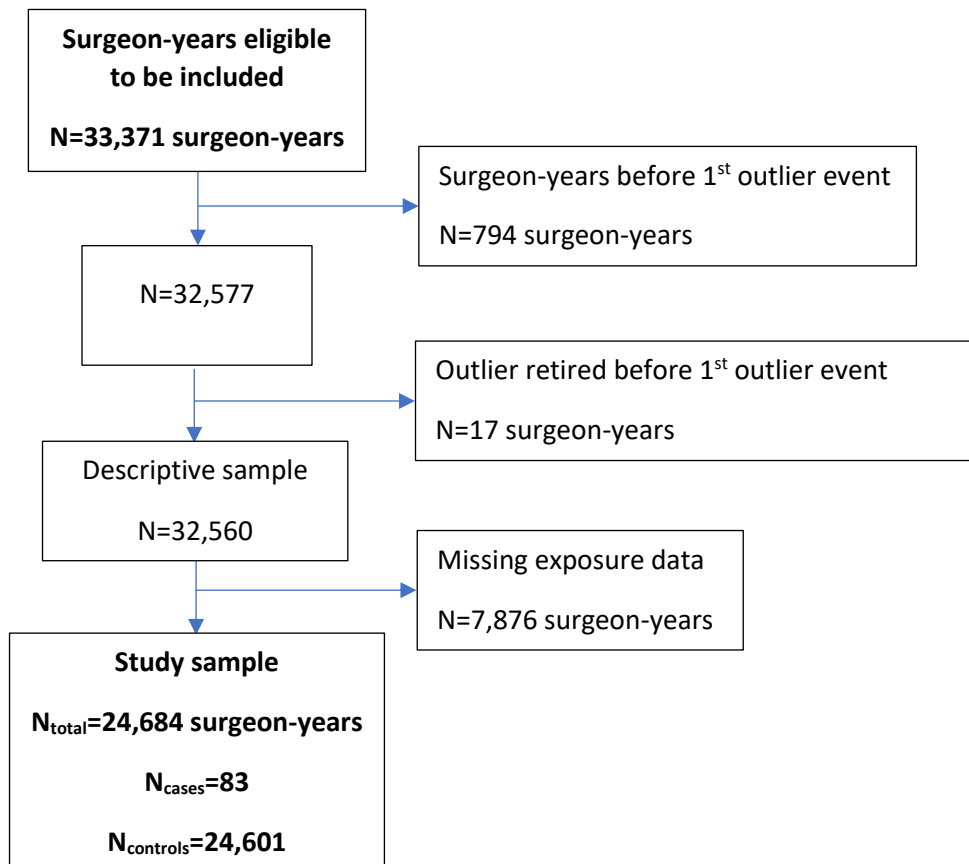 Surgeon-years eligible
to be included
N=33,371 surgeon-years
Surgeon-years before 1st outlier event
N=794 surgeon-years
N=32,577
Outlier retired before 1st outlier event
N=17 surgeon-years
Descriptive sample
N=32,560
Missing exposure data
N=7,876 surgeon-years
Study sample
Ntotal=24,684 surgeon-years
Ncases=83
Ncontrols=24,601